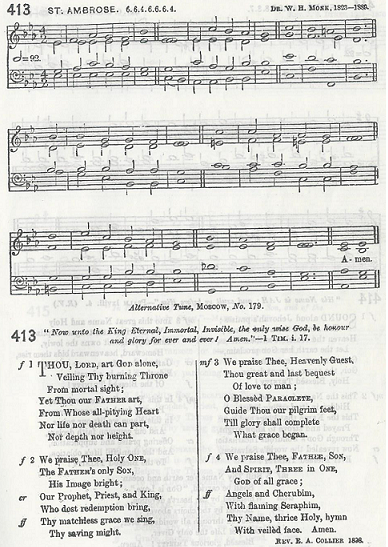 413 ST. AMBROSE. 6.6.4.6.6.6.4. DR. W. H. MONK, 1823—1889.
A - men.
Alternative Tune, MOSCOW, No. 179.
413 "Now unto the King Eternal, Immortal, Invisible, the only wise God, be honour
and glory for ever and ever! Amen."—1 TIM. i. 17.
f 1 THOU, LORD, art GOD alone,
Veiling Thy burning Throne
From mortal sight;
Yet Thou our FATHER art,
From Whose all-pitying Heart
Nor life nor death can part,
Nor depth nor height.
f 2 We praise Thee, Holy ONE,
The FATHER'S only SON,
His Image bright;
cr Our Prophet, Priest, and King,
Who dost redemption bring,
ff Thy matchless grace we sing,
Thy saving might.
mf 3 We praise Thee, Heavenly Guest,
Thou great and last bequest
Of love to man;
O Blessèd PARACLETE,
Guide Thou our pilgrim feet,
Till glory shall complete
What grace began.
f 4 We praise Thee, FATHER, SON,
And SPIRIT, THREE in ONE,
GOD of all grace;
ff Angels and Cherubim,
With flaming Seraphim,
Thy NAME, thrice Holy, hymn
With veilèd face. Amen.
REV. E. A. COLLIER 1898.